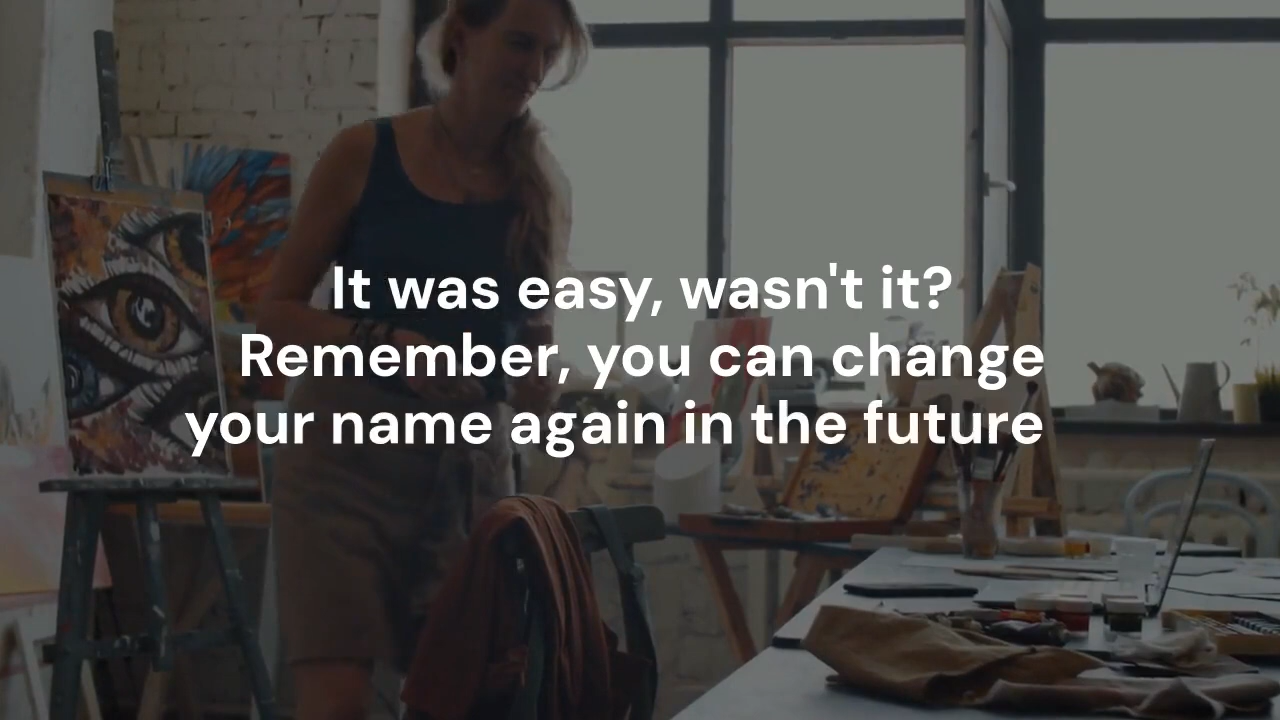 It was easy, wasn't it?
Remember, you can change
your name again in the future